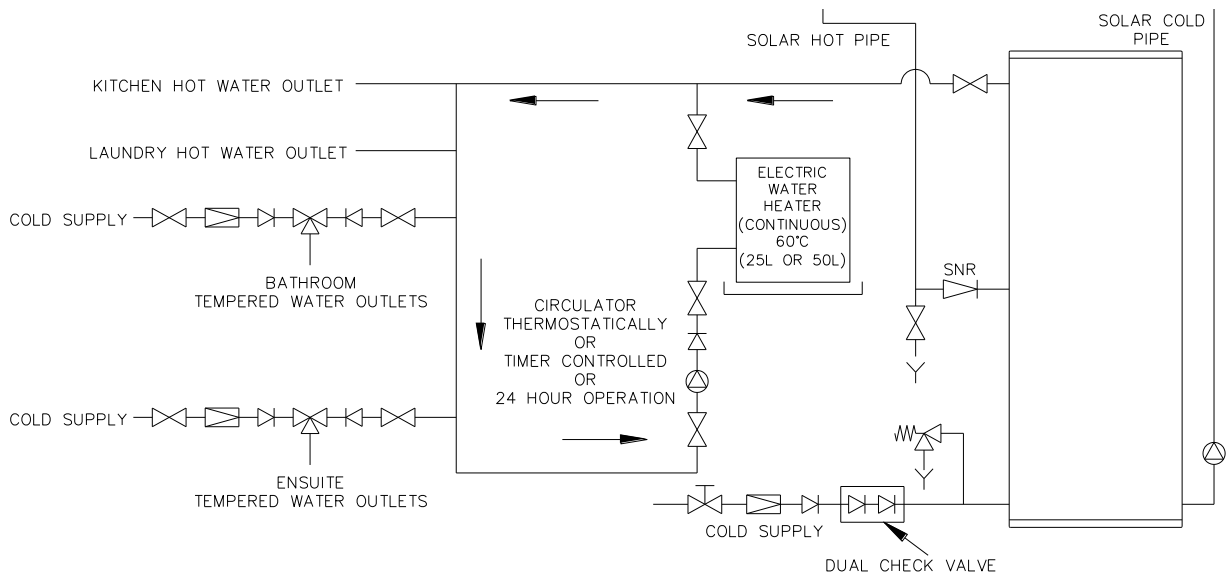 SOLAR HOT PIPE
SOLAR COLD
PIPE
KITCHEN HOT WATER OUTLET
LAUNDRY HOT WATER OUTLET
ELECTRIC
WATER
HEATER
(CONTINUOUS)
60°C
(25L OR 50L)
COLD SUPPLY
BATHROOM
TEMPERED WATER OUTLETS
SNR
CIRCULATOR
THERMOSTATICALLY
OR
TIMER CONTROLLED
OR
24 HOUR OPERATION
COLD SUPPLY
ENSUITE
TEMPERED WATER OUTLETS
COLD SUPPLY
DUAL CHECK VALVE